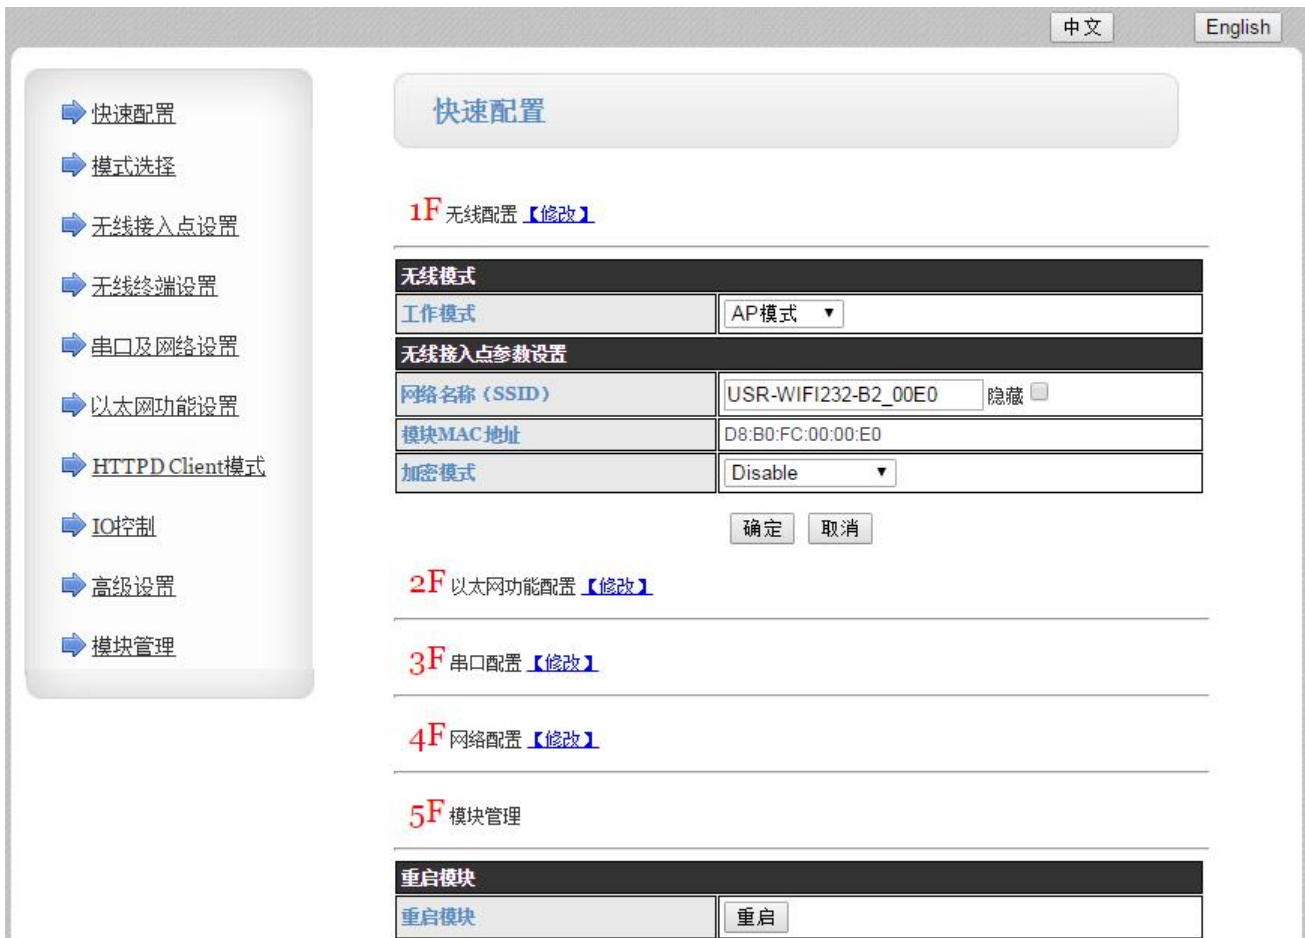 中文 English
快速配置
模式选择
无线接入点设置
无线终端设置
串口及网络设置
以太网功能设置
HTTPD Client模式
IO控制
高级设置
模块管理
快速配置
1F 无线配置【修改】
无线模式
工作模式 AP模式
无线接入点参数设置
网络名称（SSID） USR-WIFI232-B2_00E0 隐藏
模块MAC地址 D8:B0:FC:00:00:E0
加密模式 Disable
确定 取消
2F 以太网功能配置【修改】
3F 串口配置【修改】
4F 网络配置【修改】
5F 模块管理
重启模块
重启模块 重启